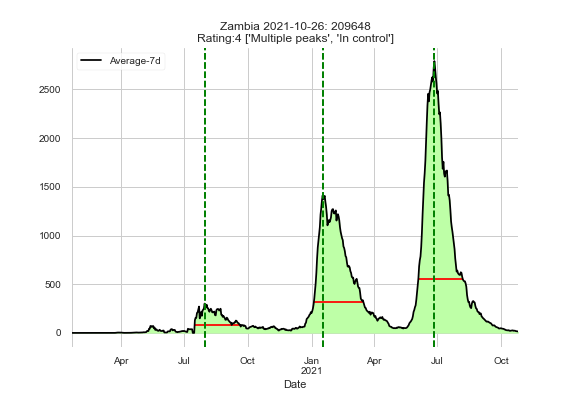 Zambia 2021-10-26: 209648
Rating:4 ['Multiple peaks', 'In control']
Average-7d
2500
2000
1500
1000
500
0
Apr
Jul
Oct
Jan
2021
Apr
Jul
Oct
Date